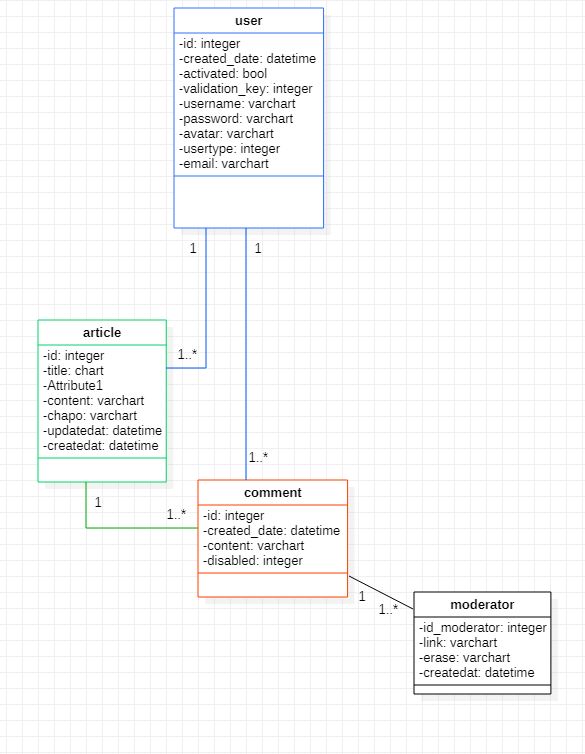 user
-id: integer
-created_date: datetime
-activated: bool
-validation_key: integer
-username: varchart
-password: varchart
-avatar: varchart
-usertype: integer
-email: varchart
1
1
article
-id: integer
-title: chart
-Attribute1
-content: varchart
-chapo: varchart
-updatedat: datetime
-createdat: datetime
1..*
1..*
1
1..*
comment
-id: integer
-created_date: datetime
-content: varchart
-disabled: integer
1
1..*
moderator
-id_moderator: integer
-link: varchart
-erase: varchart
-createdat: datetime